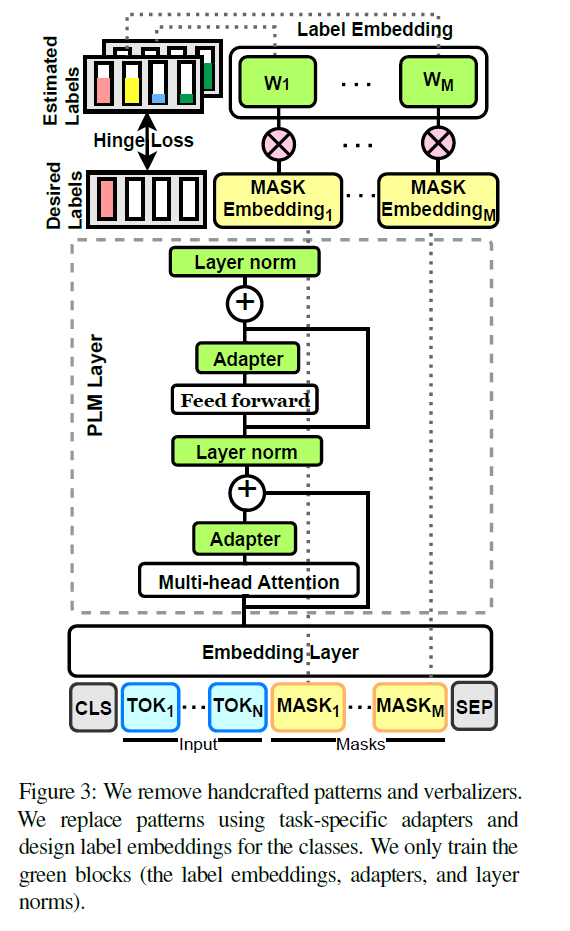 Label Embedding
Estimated
Labels
W1 ··· WM
Hinge Loss
···
Desired
Labels
MASK
Embedding1
···
MASK
EmbeddingM
PLM Layer
Layer norm
+
Adapter
Feed forward
Layer norm
+
Adapter
Multi-head Attention
Embedding Layer
CLS TOK1 ··· TOKN MASK1 ··· MASKM SEP
Input Masks
Figure 3: We remove handcrafted patterns and verbalizers.
We replace patterns using task-specific adapters and
design label embeddings for the classes. We only train the
green blocks (the label embeddings, adapters, and layer
norms).